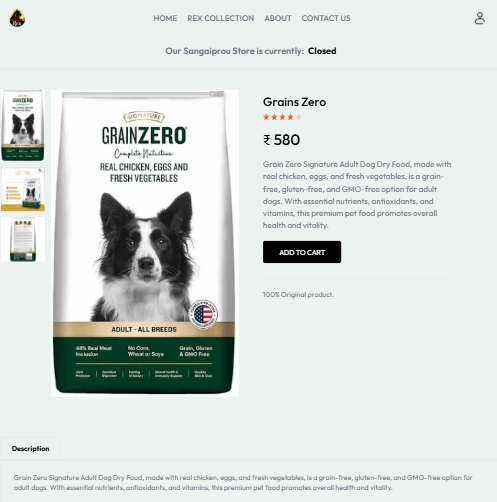 HOME REX COLLECTION ABOUT CONTACT US
Our Sangaiprou Store is currently: Closed
SIGNATURE
GRAINZERO
Complete Nutrition
REAL CHICKEN, EGGS AND
FRESH VEGETABLES
ADULT - ALL BREEDS
48% Real Meat
Inclusion
No Corn,
Wheat or Soya
Grain, Gluten
& GMO Free
Grains Zero
₹ 580
Grain Zero Signature Adult Dog Dry Food, made with
real chicken, eggs, and fresh vegetables, is a grain-
free, gluten-free, and GMO-free option for adult
dogs. With essential nutrients, antioxidants, and
vitamins, this premium pet food promotes overall
health and vitality.
ADD TO CART
100% Original product.
Description
Grain Zero Signature Adult Dog Dry Food, made with real chicken, eggs, and fresh vegetables, is a grain-free, gluten-free, and GMO-free option for
adult dogs. With essential nutrients, antioxidants, and vitamins, this premium pet food promotes overall health and vitality.